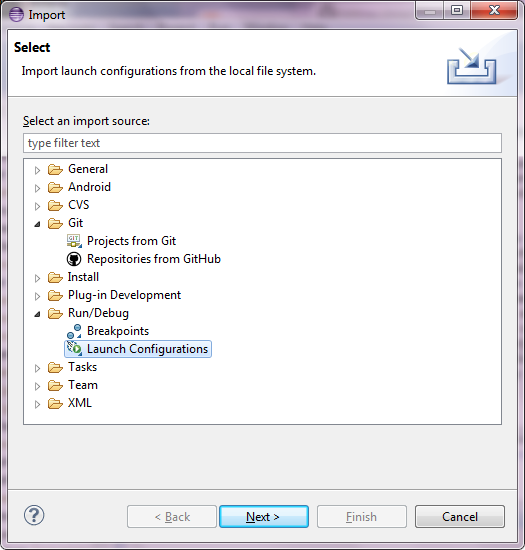 Import
Select
Import launch configurations from the local file system.
Select an import source:
type filter text
General
Android
CVS
Git
Projects from Git
Repositories from GitHub
Install
Plug-in Development
Run/Debug
Breakpoints
Launch Configurations
Tasks
Team
XML
? < Back Next > Finish Cancel